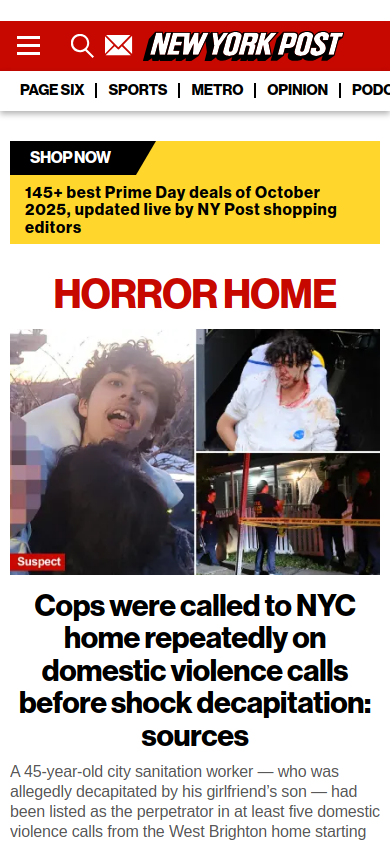 NEW YORK POST
PAGE SIX
SPORTS
METRO
OPINION
PODC
SHOP NOW
145+ best Prime Day deals of October
2025, updated live by NY Post shopping
editors
HORROR HOME
Suspect
Cops were called to NYC
home repeatedly on
domestic violence calls
before shock decapitation:
sources
A 45-year-old city sanitation worker — who was
allegedly decapitated by his girlfriend’s son — had
been listed as the perpetrator in at least five domestic
violence calls from the West Brighton home starting